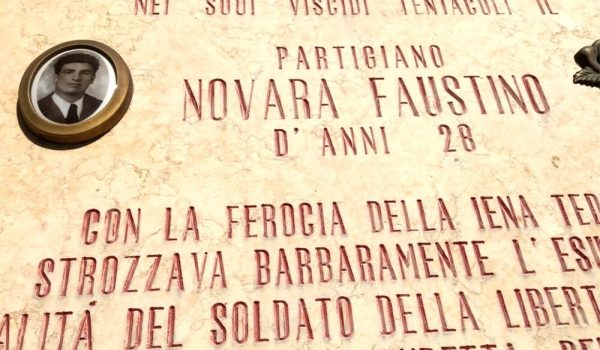 NEI SUOI VISCIDI TENTACOLI IL
PARTIGIANO
NOVARA FAUSTINO
D'ANNI 28
CON LA FEROCIA DELLA IENA
STROZZAVA BARBARAMENTE L'
DEL SOLDATO DELLA